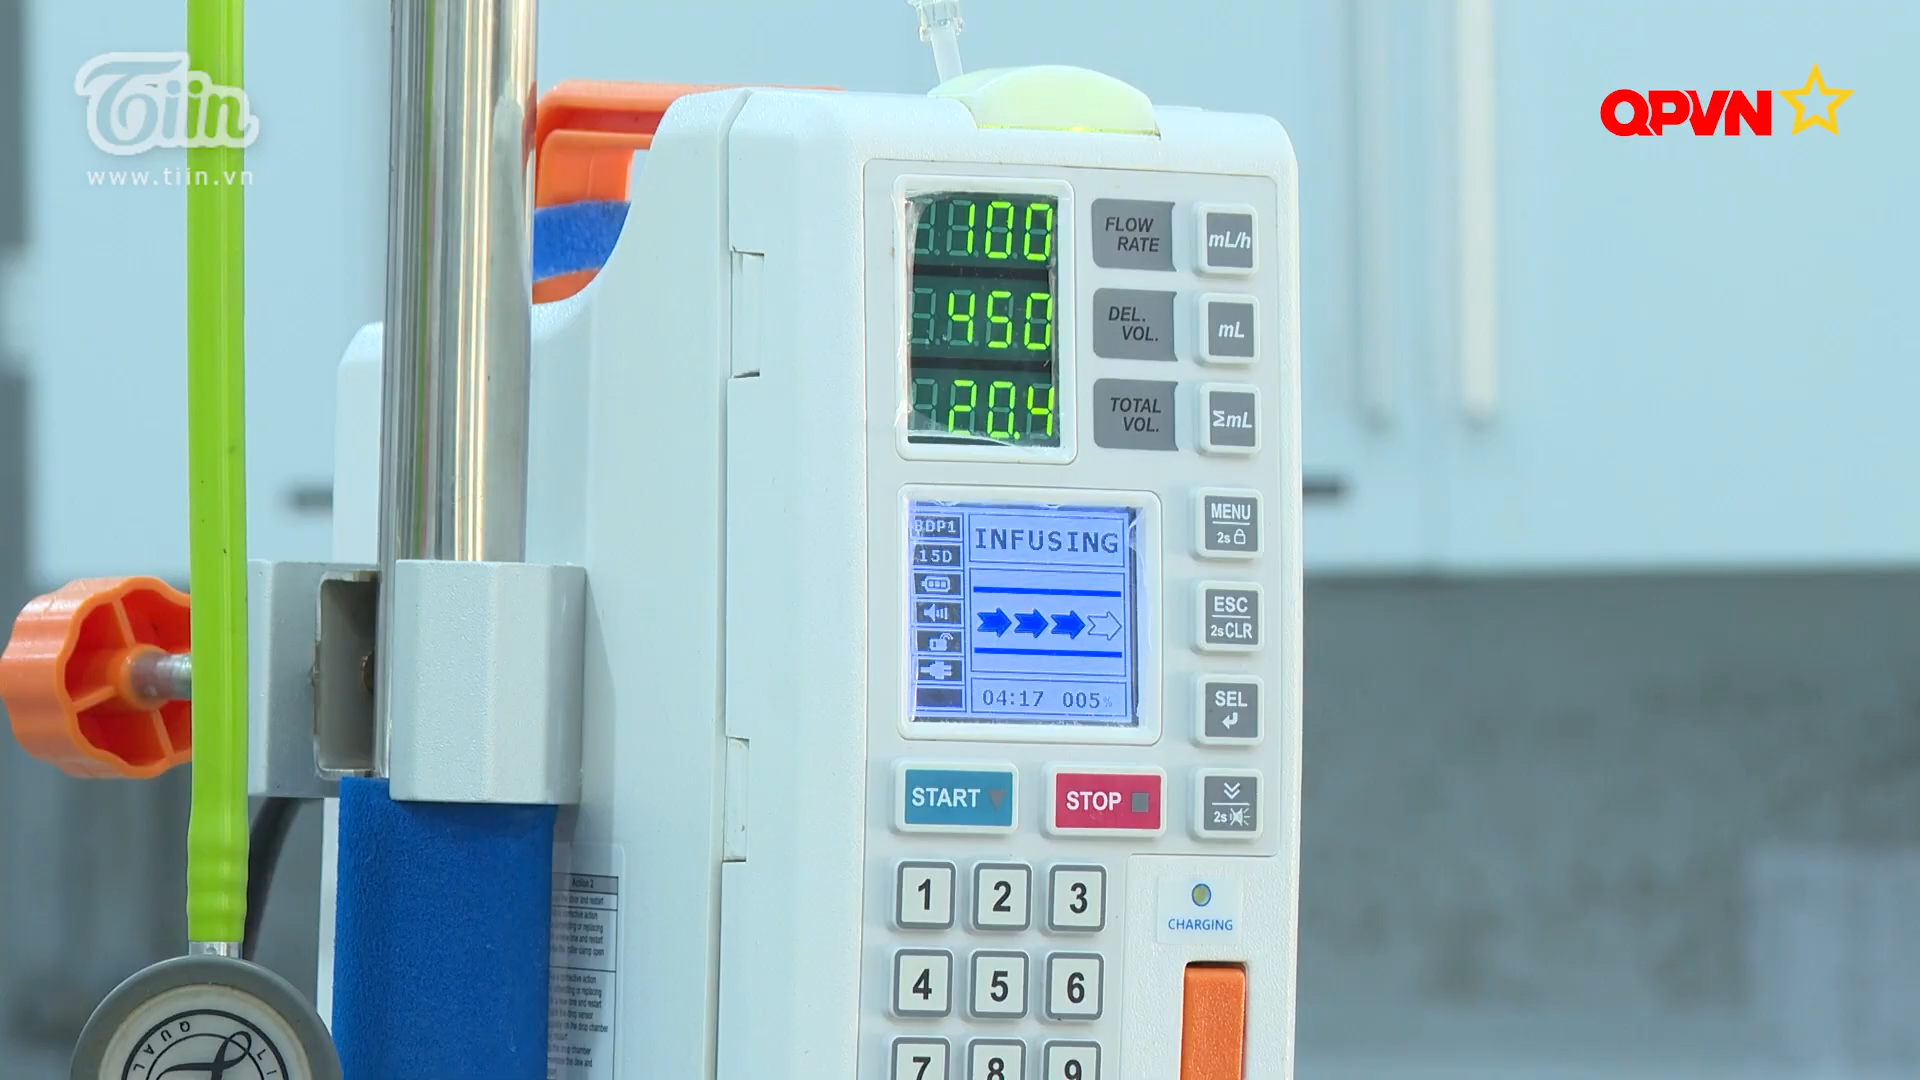 Tiin
www.tiin.vn
QPVN
100
FLOW
RATE
mL/h
450
DEL.
VOL.
mL
20.4
TOTAL
VOL.
ΣmL
BDP1
15D
INFUSING
04:17 005%
MENU
2s
ESC
2sCLR
SEL
2s
START
STOP
1 2 3
4 5 6
7 8 9
CHARGING
Action 2